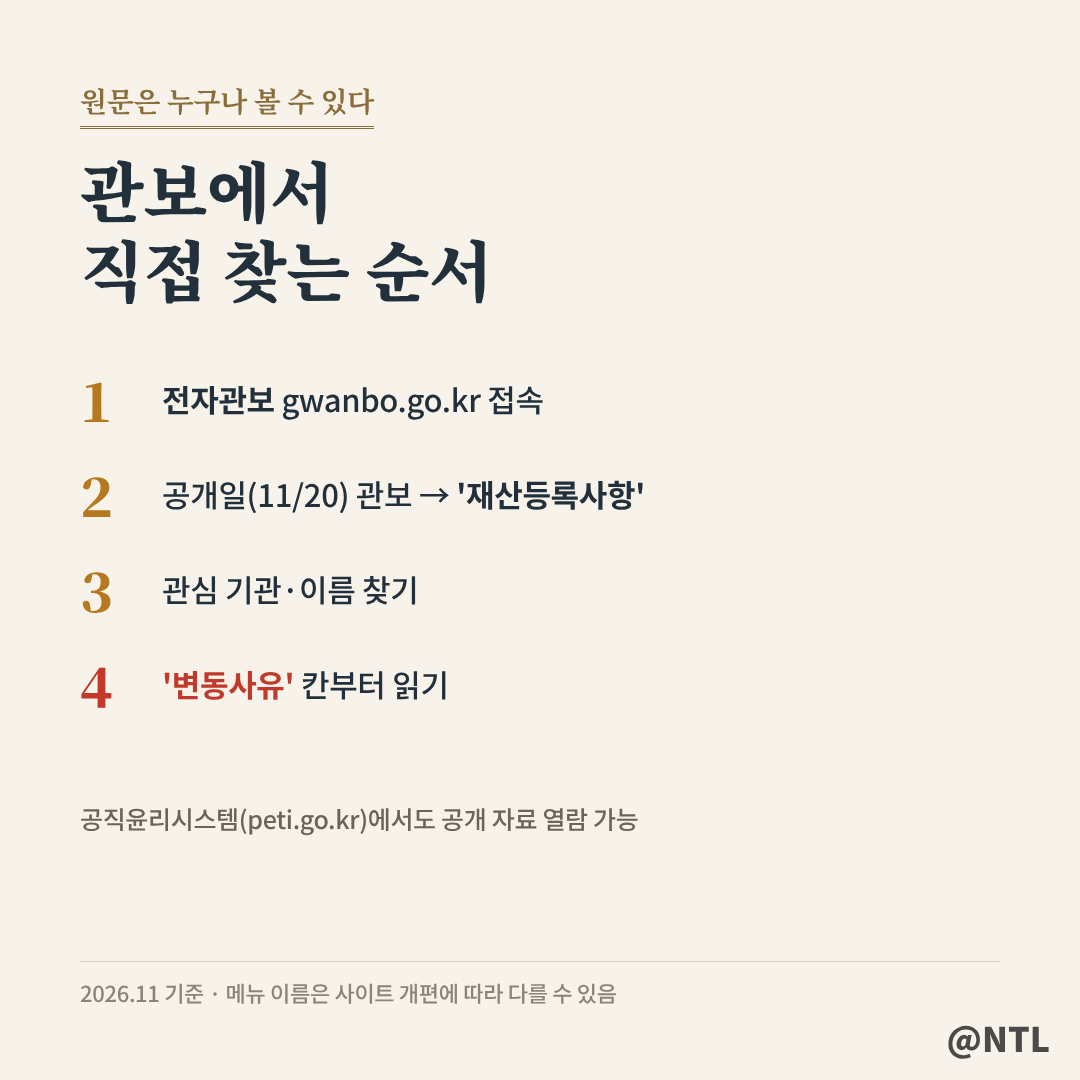 원문은 누구나 볼 수 있다
관보에서
직접 찾는 순서
1 전자관보 gwanbo.go.kr 접속
2 공개일(11/20) 관보 → '재산등록사항'
3 관심 기관·이름 찾기
4 '변동사유' 칸부터 읽기
공직윤리시스템(peti.go.kr)에서도 공개 자료 열람 가능
2026.11 기준 · 메뉴 이름은 사이트 개편에 따라 다를 수 있음
@NTL